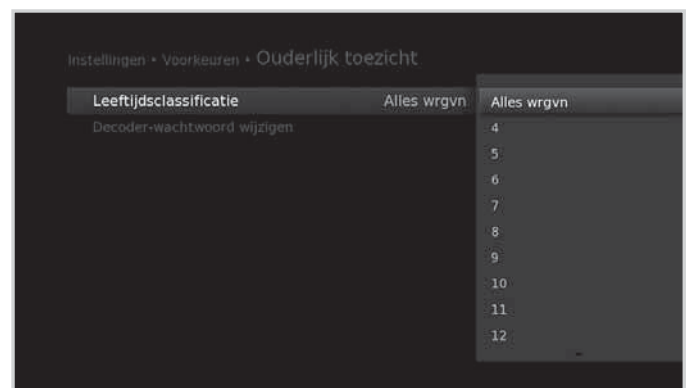 Instellingen • Voorkeuren • Ouderlijk toezicht
Leeftijdsclassificatie Alles wrgvn
Decoder-wachtwoord wijzigen
Alles wrgvn
4
5
6
7
8
9
10
11
12